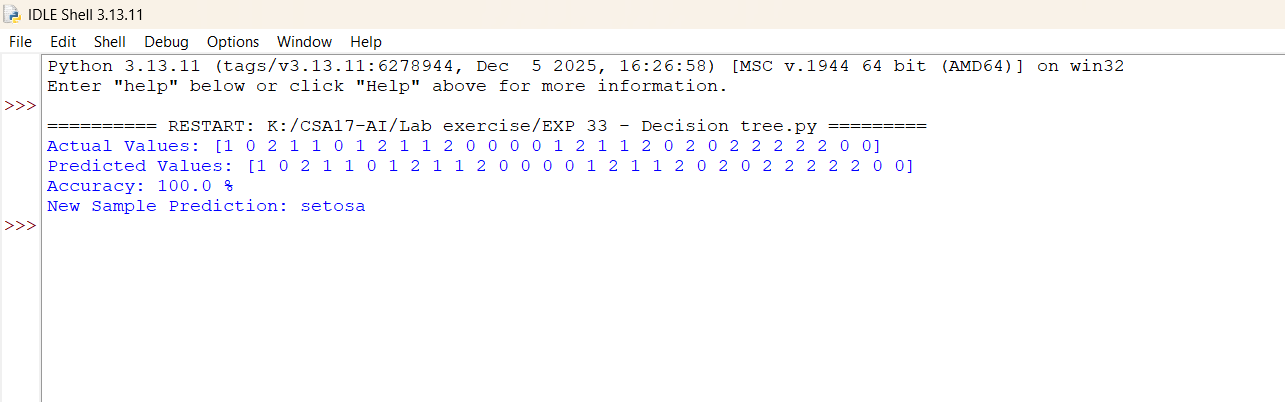 IDLE Shell 3.13.11
File Edit Shell Debug Options Window Help
Python 3.13.11 (tags/v3.13.11:6278944, Dec  5 2025, 16:26:58) [MSC v.1944 64 bit (AMD64)] on win32
Enter "help" below or click "Help" above for more information.
>>>
========== RESTART: K:/CSA17-AI/Lab exercise/EXP 33 - Decision tree.py =========
Actual Values: [1 0 2 1 1 0 1 2 1 1 2 0 0 0 0 1 2 1 1 2 0 2 0 2 2 2 2 2 0 0]
Predicted Values: [1 0 2 1 1 0 1 2 1 1 2 0 0 0 0 1 2 1 1 2 0 2 0 2 2 2 2 2 0 0]
Accuracy: 100.0 %
New Sample Prediction: setosa
>>>